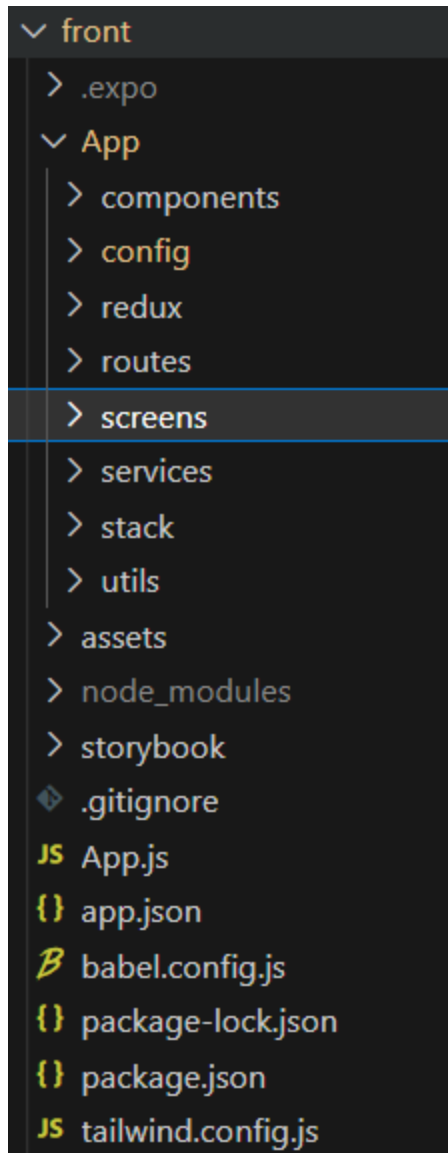 front
.expo
App
components
config
redux
routes
screens
services
stack
utils
assets
node_modules
storybook
.gitignore
JS App.js
{} app.json
B babel.config.js
{} package-lock.json
{} package.json
JS tailwind.config.js